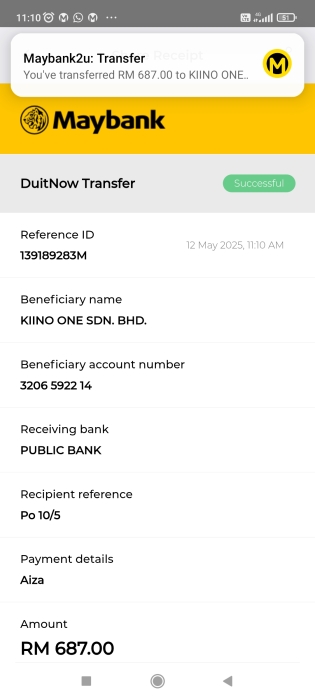 11:10
Maybank2u: Transfer
You've transferred RM 687.00 to KIINO ONE..
Maybank
DuitNow Transfer
Successful
Reference ID
139189283M
12 May 2025, 11:10 AM
Beneficiary name
KIINO ONE SDN. BHD.
Beneficiary account number
3206 5922 14
Receiving bank
PUBLIC BANK
Recipient reference
Po 10/5
Payment details
Aiza
Amount
RM 687.00